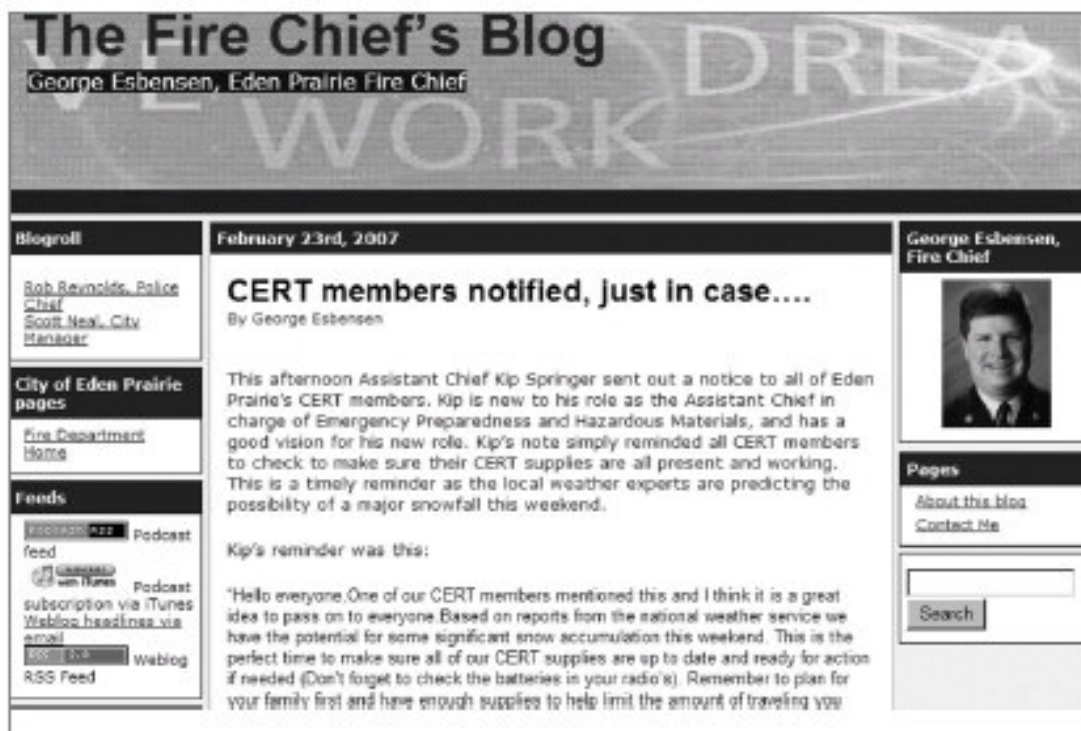 The Fire Chief's Blog
George Esbensen, Eden Prairie Fire Chief
VE WORK DREA
Blogroll
Rob Reynolds, Police
Chief
Scott Neal, City
Manager
City of Eden Prairie
pages
Fire Department
Home
Feeds
Podcast
feed
with iTunes Podcast
subscription via iTunes
Weblog headlines via
email
RSS 2.0 Weblog
RSS Feed
February 23rd, 2007
CERT members notified, just in case....
By George Esbensen
This afternoon Assistant Chief Kip Springer sent out a notice to all of Eden
Prairie's CERT members. Kip is new to his role as the Assistant Chief in
charge of Emergency Preparedness and Hazardous Materials, and has a
good vision for his new role. Kip's note simply reminded all CERT members
to check to make sure their CERT supplies are all present and working.
This is a timely reminder as the local weather experts are predicting the
possibility of a major snowfall this weekend.
Kip's reminder was this:
"Hello everyone.One of our CERT members mentioned this and I think it is a great
idea to pass on to everyone.Based on reports from the national weather service we
have the potential for some significant snow accumulation this weekend. This is the
perfect time to make sure all of our CERT supplies are up to date and ready for action
if needed (Don't forget to check the batteries in your radio's). Remember to plan for
your family first and have enough supplies to help limit the amount of traveling you
George Esbensen,
Fire Chief
Pages
About this blog
Contact Me
Search